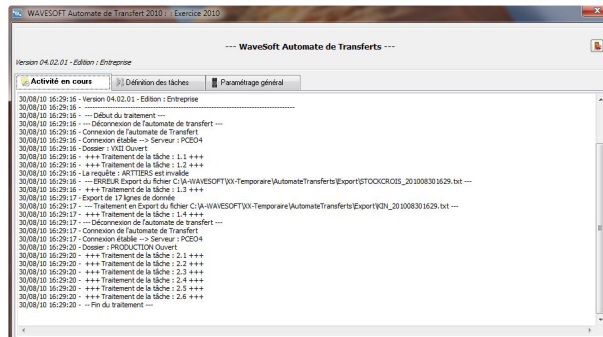 WAVESOFT Automate de Transfert 2010 : : Exercice 2010
--- WaveSoft Automate de Transferts ---
Version 04.02.01 - Edition : Entreprise
Activité en cours
Définition des tâches
Paramétrage général
30/08/10 16:29:16 - Version 04.02.01 - Edition : Entreprise
30/08/10 16:29:16 - ------------------------------------------------------------------------
30/08/10 16:29:16 - --- Début du traitement ---
30/08/10 16:29:16 - --- Déconnexion de l'automate de transfert ---
30/08/10 16:29:16 - Connexion de l'automate de Transfert
30/08/10 16:29:16 - Connexion établie --> Serveur : PCEO4
30/08/10 16:29:16 - Dossier : VXII Ouvert
30/08/10 16:29:16 - +++ Traitement de la tâche : 1.1 +++
30/08/10 16:29:16 - +++ Traitement de la tâche : 1.2 +++
30/08/10 16:29:16 - La requête : ARTTIERS est invalide
30/08/10 16:29:16 - --- ERREUR Export du fichier C:\A-WAVESOFT\XX-Temporaire\AutomateTransferts\Export\STOCKCROIS_201008301629.txt ---
30/08/10 16:29:16 - +++ Traitement de la tâche : 1.3 +++
30/08/10 16:29:17 - Export de 17 lignes de donnée
30/08/10 16:29:17 - --- Traitement en Export du fichier C:\A-WAVESOFT\XX-Temporaire\AutomateTransferts\Export\KIN_201008301629.txt ---
30/08/10 16:29:17 - +++ Traitement de la tâche : 1.4 +++
30/08/10 16:29:17 - --- Déconnexion de l'automate de transfert ---
30/08/10 16:29:17 - Connexion de l'automate de Transfert
30/08/10 16:29:17 - Connexion établie --> Serveur : PCEO4
30/08/10 16:29:20 - Dossier : PRODUCTION Ouvert
30/08/10 16:29:20 - +++ Traitement de la tâche : 2.1 +++
30/08/10 16:29:20 - +++ Traitement de la tâche : 2.2 +++
30/08/10 16:29:20 - +++ Traitement de la tâche : 2.3 +++
30/08/10 16:29:20 - +++ Traitement de la tâche : 2.4 +++
30/08/10 16:29:20 - +++ Traitement de la tâche : 2.5 +++
30/08/10 16:29:20 - +++ Traitement de la tâche : 2.6 +++
30/08/10 16:29:20 - -- Fin du traitement ---